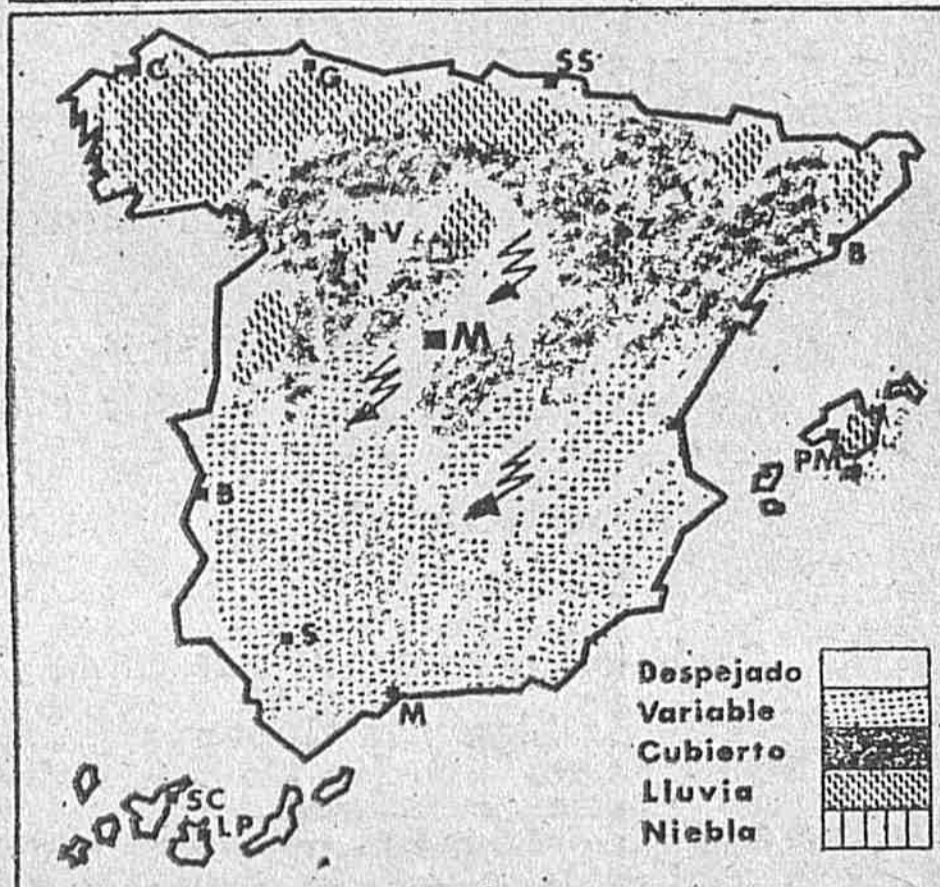 C
G
SS
V
Z
B
M
PM
B
S
M
SC
LP
Despejado
Variable
Cubierto
Lluvia
Niebla